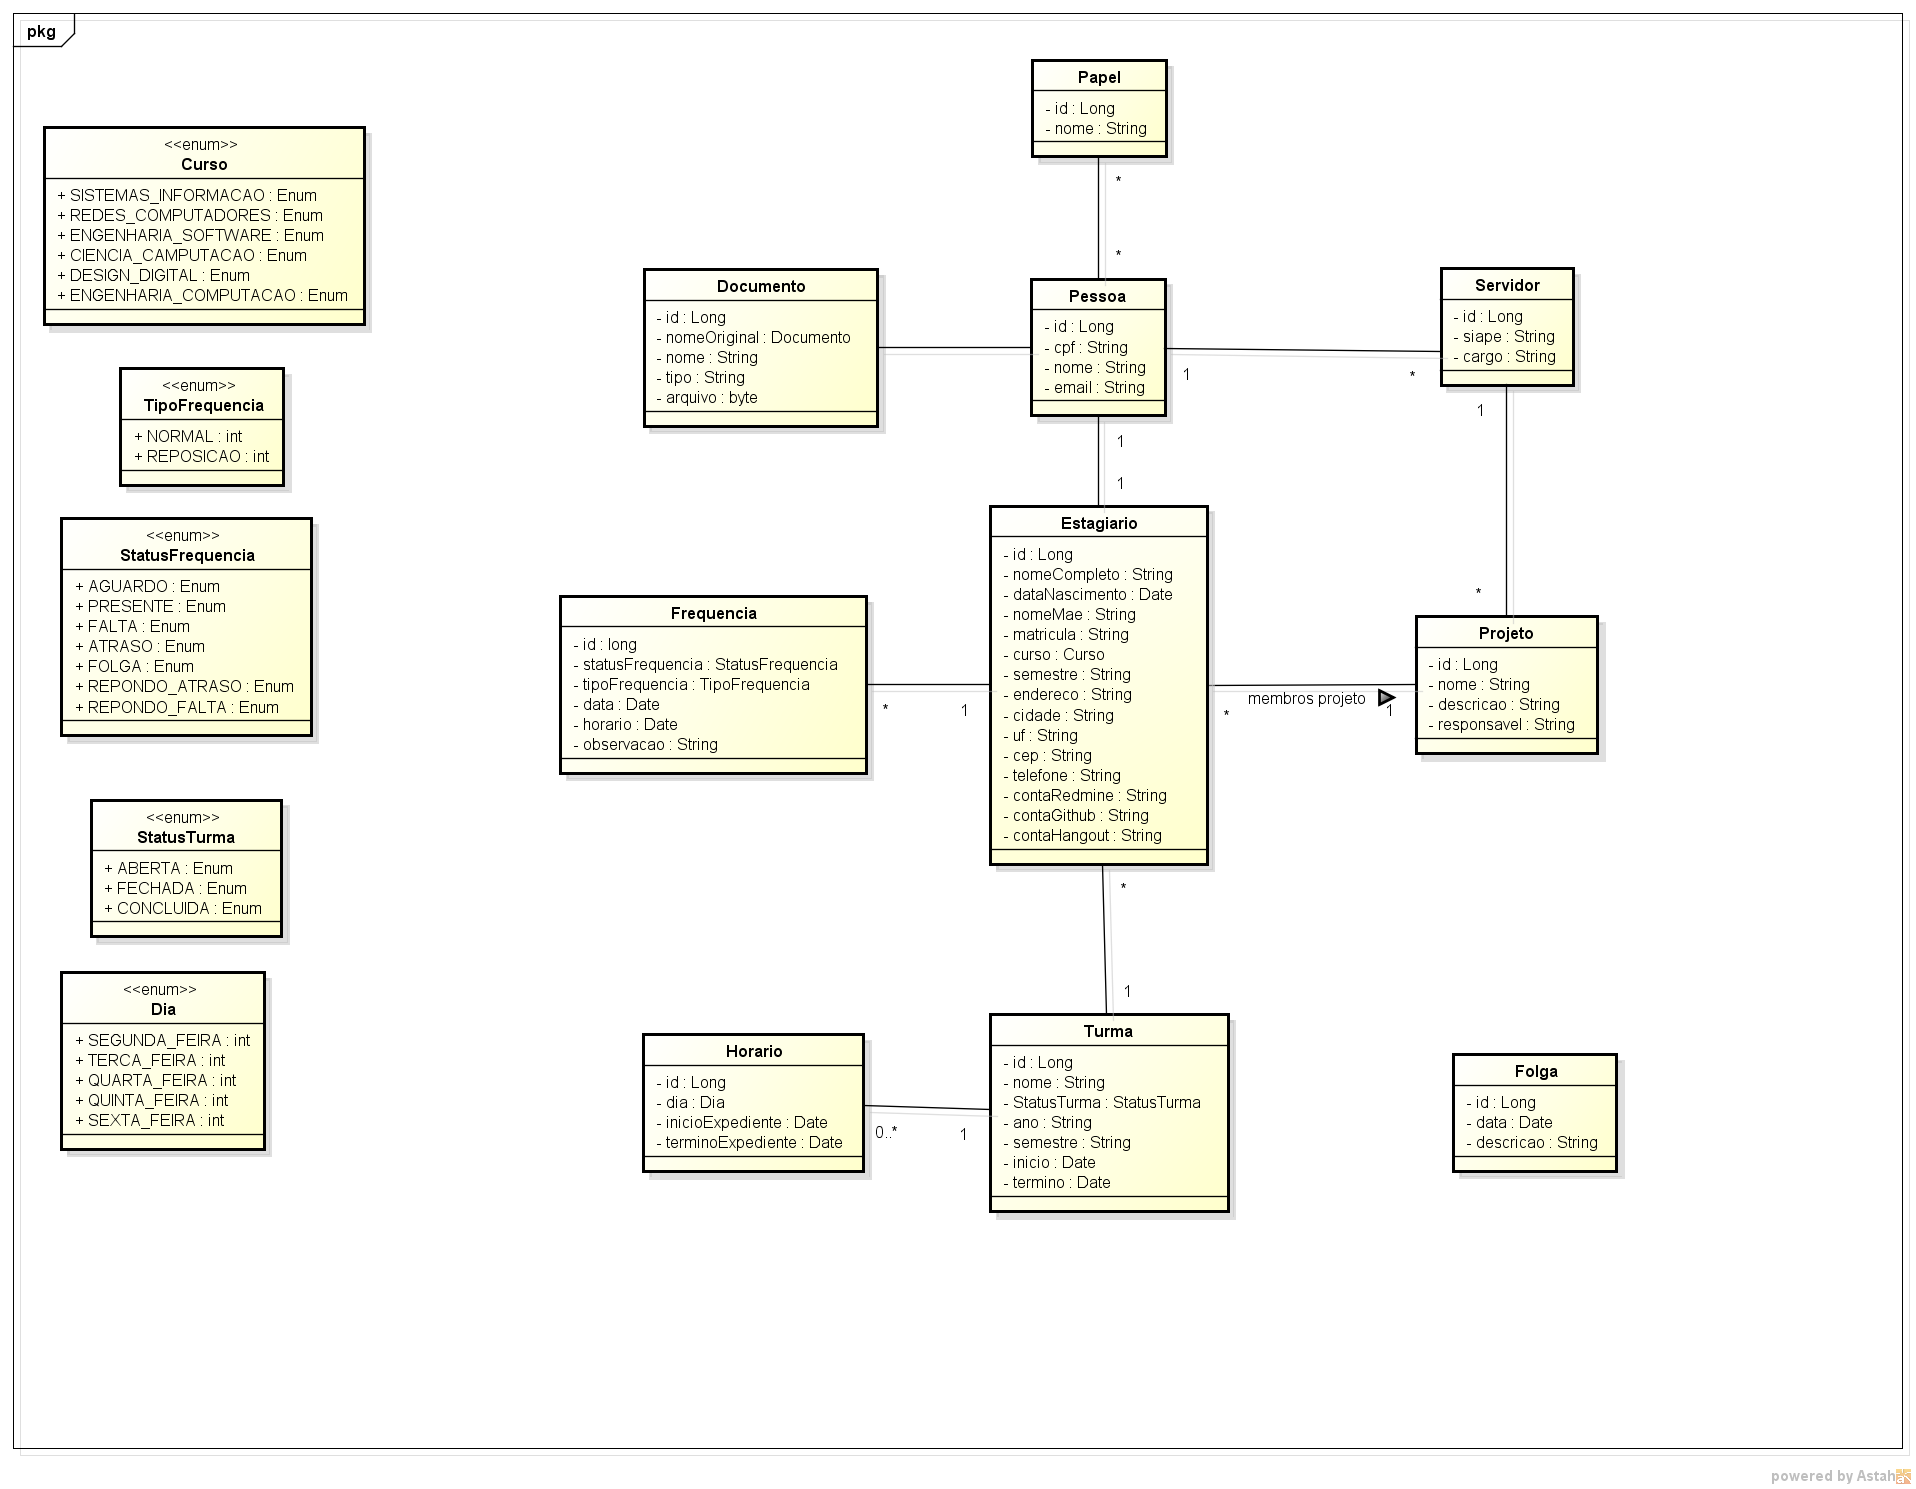 pkg
Papel
- id : Long
- nome : String
*
*
<<enum>>
Curso
+ SISTEMAS_INFORMACAO : Enum
+ REDES_COMPUTADORES : Enum
+ ENGENHARIA_SOFTWARE : Enum
+ CIENCIA_CAMPUTACAO : Enum
+ DESIGN_DIGITAL : Enum
+ ENGENHARIA_COMPUTACAO : Enum
Documento
- id : Long
- nomeOriginal : Documento
- nome : String
- tipo : String
- arquivo : byte
Pessoa
- id : Long
- cpf : String
- nome : String
- email : String
1
*
Servidor
- id : Long
- siape : String
- cargo : String
1
*
1
1
<<enum>>
TipoFrequencia
+ NORMAL : int
+ REPOSICAO : int
<<enum>>
StatusFrequencia
+ AGUARDO : Enum
+ PRESENTE : Enum
+ FALTA : Enum
+ ATRASO : Enum
+ FOLGA : Enum
+ REPONDO_ATRASO : Enum
+ REPONDO_FALTA : Enum
Frequencia
- id : long
- statusFrequencia : StatusFrequencia
- tipoFrequencia : TipoFrequencia
- data : Date
- horario : Date
- observacao : String
*
1
Estagiario
- id : Long
- nomeCompleto : String
- dataNascimento : Date
- nomeMae : String
- matricula : String
- curso : Curso
- semestre : String
- endereco : String
- cidade : String
- uf : String
- cep : String
- telefone : String
- contaRedmine : String
- contaGithub : String
- contaHangout : String
*
membros projeto
1
Projeto
- id : Long
- nome : String
- descricao : String
- responsavel : String
*
1
<<enum>>
StatusTurma
+ ABERTA : Enum
+ FECHADA : Enum
+ CONCLUIDA : Enum
<<enum>>
Dia
+ SEGUNDA_FEIRA : int
+ TERCA_FEIRA : int
+ QUARTA_FEIRA : int
+ QUINTA_FEIRA : int
+ SEXTA_FEIRA : int
Horario
- id : Long
- dia : Dia
- inicioExpediente : Date
- terminoExpediente : Date
0..*
1
Turma
- id : Long
- nome : String
- StatusTurma : StatusTurma
- ano : String
- semestre : String
- inicio : Date
- termino : Date
Folga
- id : Long
- data : Date
- descricao : String
powered by Astah